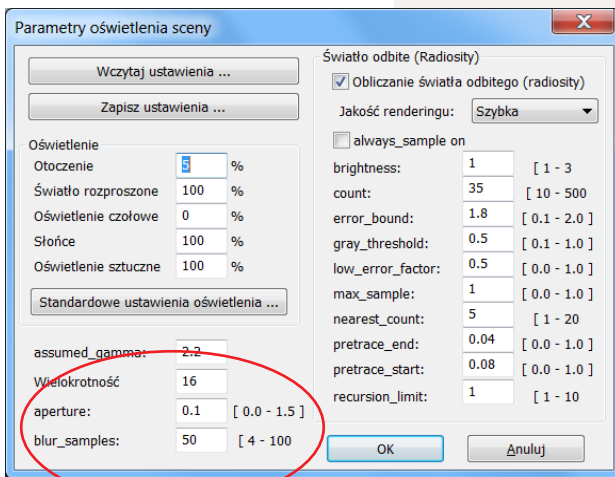 Parametry oświetlenia sceny
Wczytaj ustawienia ...
Zapisz ustawienia ...
Oświetlenie
Otoczenie 5 %
Światło rozproszone 100 %
Oświetlenie czołowe 0 %
Słońce 100 %
Oświetlenie sztuczne 100 %
Standardowe ustawienia oświetlenia ...
assumed_gamma: 2.2
Wielokrotność 16
aperture: 0.1 [ 0.0 - 1.5 ]
blur_samples: 50 [ 4 - 100
Światło odbite (Radiosity)
Obliczanie światła odbitego (radiosity)
Jakość renderingu: Szybka
always_sample on
brightness: 1 [ 1 - 3
count: 35 [ 10 - 500
error_bound: 1.8 [ 0.1 - 2.0 ]
gray_threshold: 0.5 [ 0.1 - 1.0 ]
low_error_factor: 0.5 [ 0.0 - 1.0 ]
max_sample: 1 [ 0.0 - 1.0 ]
nearest_count: 5 [ 1 - 20
pretrace_end: 0.04 [ 0.0 - 1.0 ]
pretrace_start: 0.08 [ 0.0 - 1.0 ]
recursion_limit: 1 [ 1 - 10
OK
Anuluj